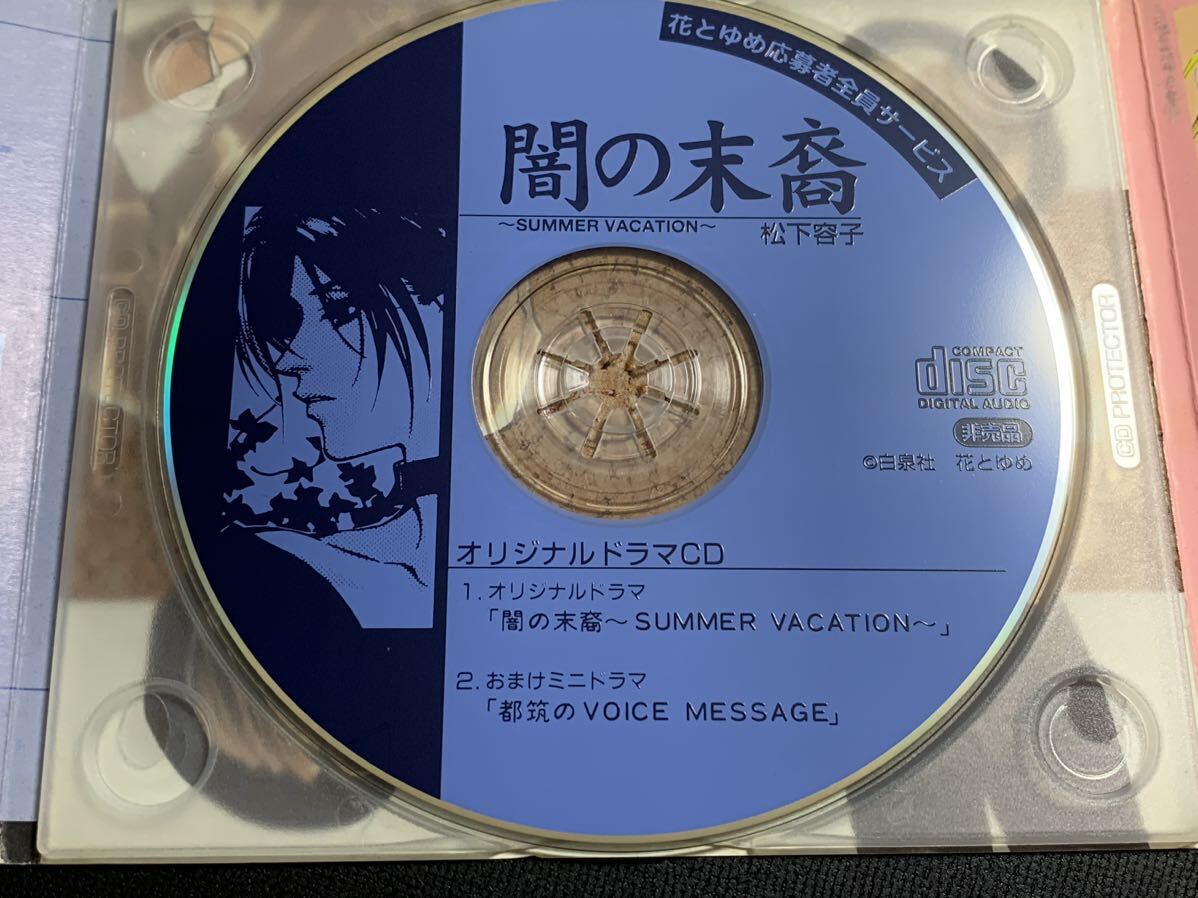 花とゆめ応募者全員サービス
闇の末裔
～SUMMER VACATION～
松下容子
COMPACT
disc
DIGITAL AUDIO
非売品
©白泉社 花とゆめ
CD PROTECTOR
オリジナルドラマCD
1. オリジナルドラマ
「闇の末裔～SUMMER VACATION～」
2. おまけミニドラマ
「都筑のVOICE MESSAGE」